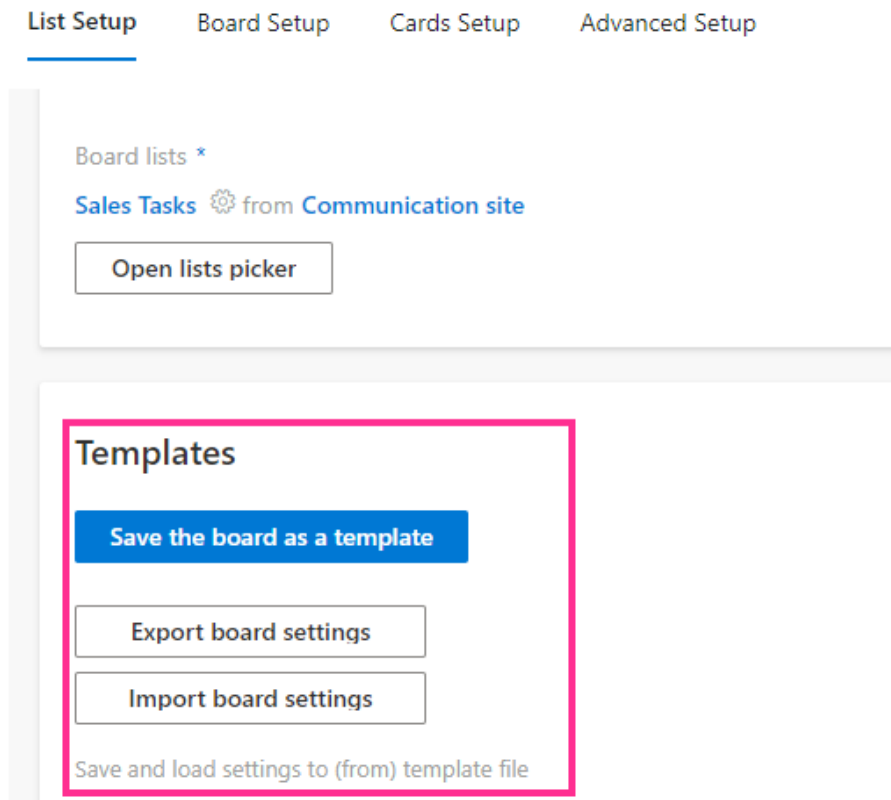 List Setup Board Setup Cards Setup Advanced Setup
Board lists *
Sales Tasks from Communication site
Open lists picker
Templates
Save the board as a template
Export board settings
Import board settings
Save and load settings to (from) template file